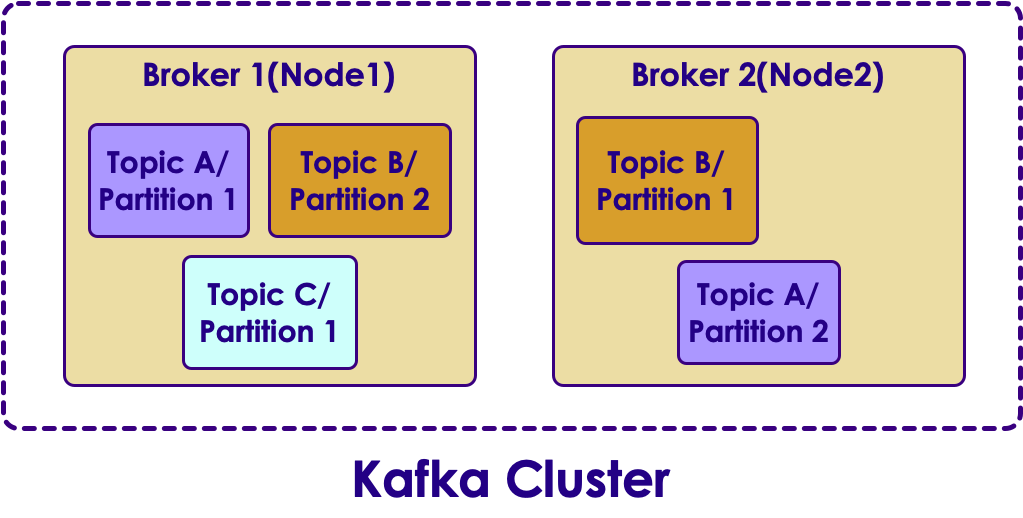 Broker 1(Node1)
Topic A/
Partition 1
Topic B/
Partition 2
Topic C/
Partition 1
Broker 2(Node2)
Topic B/
Partition 1
Topic A/
Partition 2
Kafka Cluster